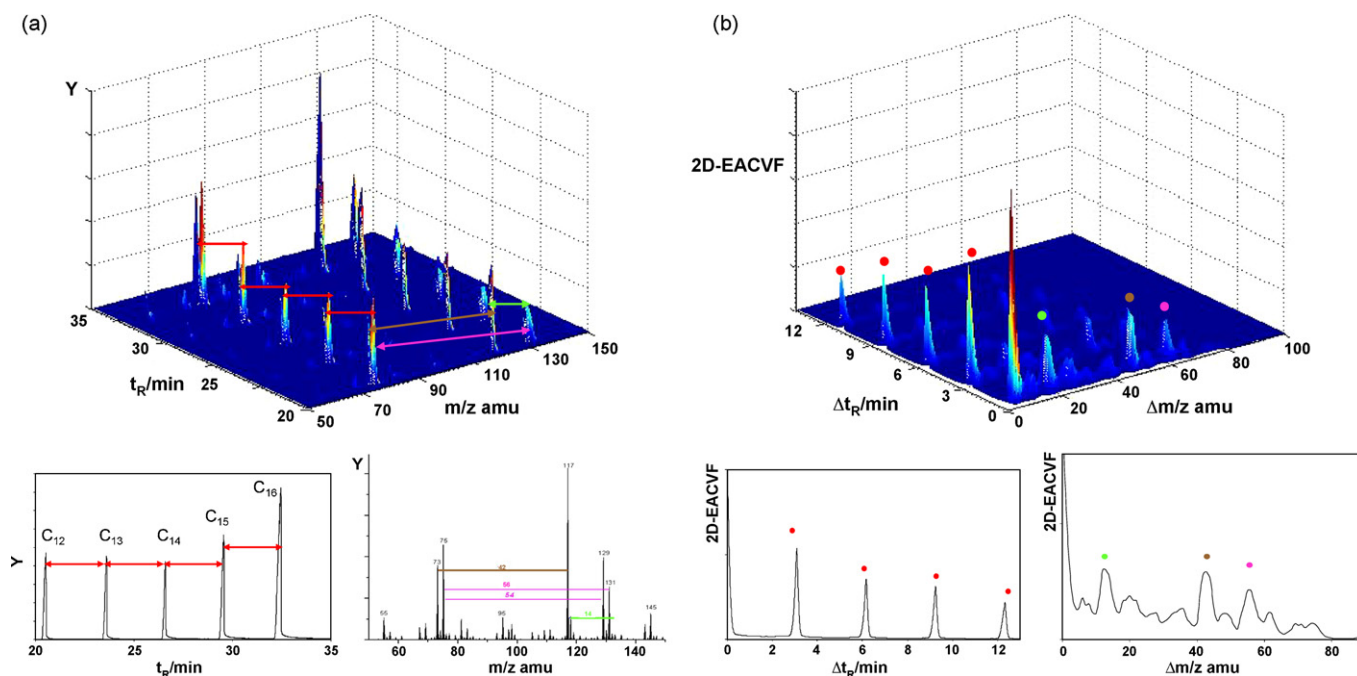 (a)
Y
35
30
25
20
t_R/min
50
70
90
110
130
150
m/z amu
(b)
2D-EACVF
12
9
6
3
0
Δt_R/min
0
20
40
60
80
100
Δm/z amu
Y
C₁₂
C₁₃
C₁₄
C₁₅
C₁₆
20 25 30 35
t_R/min
Y
117
75
73
129
131
42
56
54
14
55
95
145
60 80 100 120 140
m/z amu
2D-EACVF
0 2 4 6 8 10 12
Δt_R/min
2D-EACVF
0 20 40 60 80
Δm/z amu